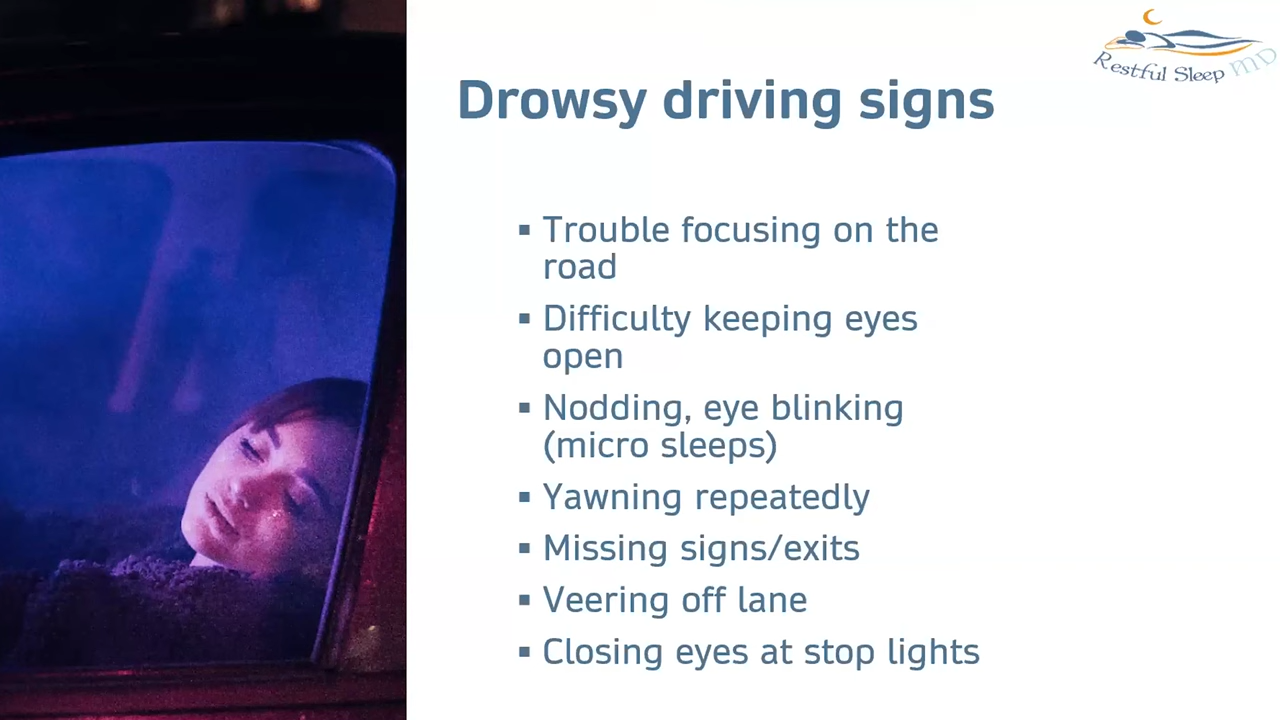 Restful Sleep MD
Drowsy driving signs
▪ Trouble focusing on the
road
▪ Difficulty keeping eyes
open
▪ Nodding, eye blinking
(micro sleeps)
▪ Yawning repeatedly
▪ Missing signs/exits
▪ Veering off lane
▪ Closing eyes at stop lights